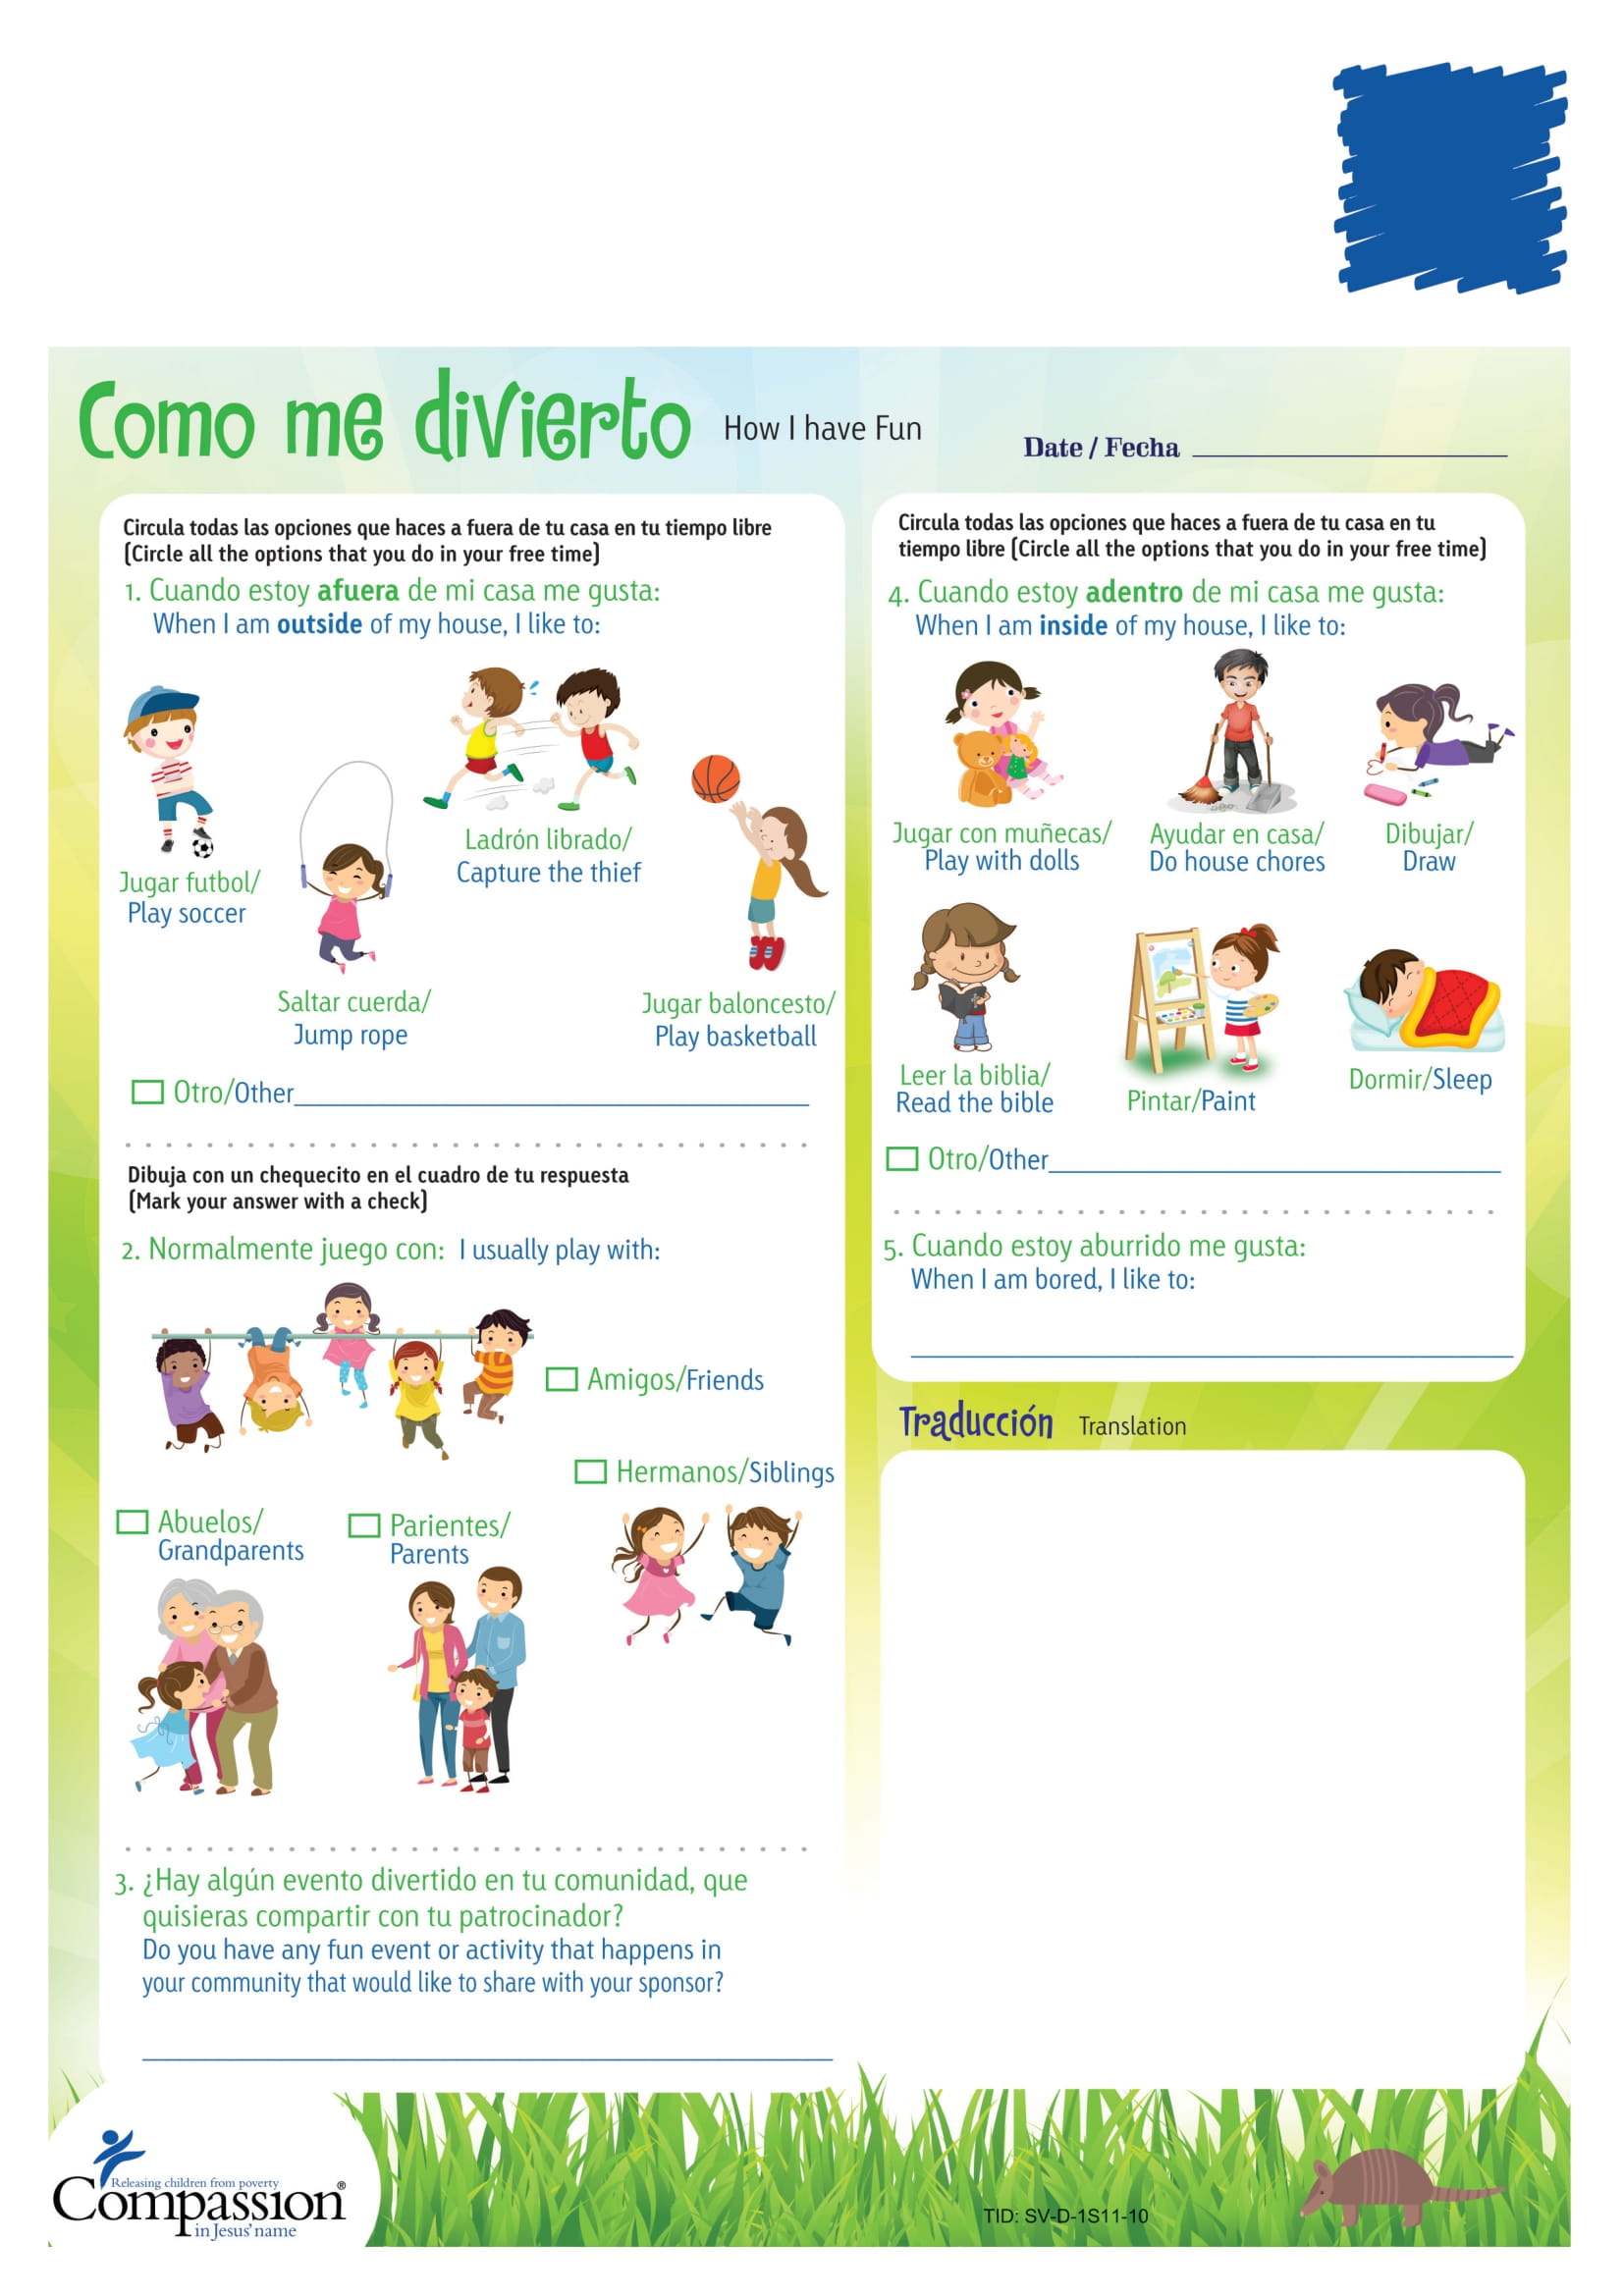 Como me divierto How I have Fun
Date / Fecha
Circula todas las opciones que haces a fuera de tu casa en tu tiempo libre
(Circle all the options that you do in your free time)
1. Cuando estoy afuera de mi casa me gusta:
When I am outside of my house, I like to:
Jugar futbol/
Play soccer
Saltar cuerda/
Jump rope
Ladrón librado/
Capture the thief
Jugar baloncesto/
Play basketball
Otro/Other
Dibuja con un chequecito en el cuadro de tu respuesta
(Mark your answer with a check)
2. Normalmente juego con: I usually play with:
Amigos/Friends
Hermanos/Siblings
Abuelos/
Grandparents
Parientes/
Parents
3. ¿Hay algún evento divertido en tu comunidad, que
quisieras compartir con tu patrocinador?
Do you have any fun event or activity that happens in
your community that would like to share with your sponsor?
Circula todas las opciones que haces a fuera de tu casa en tu
tiempo libre (Circle all the options that you do in your free time)
4. Cuando estoy adentro de mi casa me gusta:
When I am inside of my house, I like to:
Jugar con muñecas/
Play with dolls
Ayudar en casa/
Do house chores
Dibujar/
Draw
Leer la biblia/
Read the bible
Pintar/Paint
Dormir/Sleep
Otro/Other
5. Cuando estoy aburrido me gusta:
When I am bored, I like to:
Traducción Translation
Releasing children from poverty
Compassion®
in Jesus' name
TID: SV-D-1S11-10